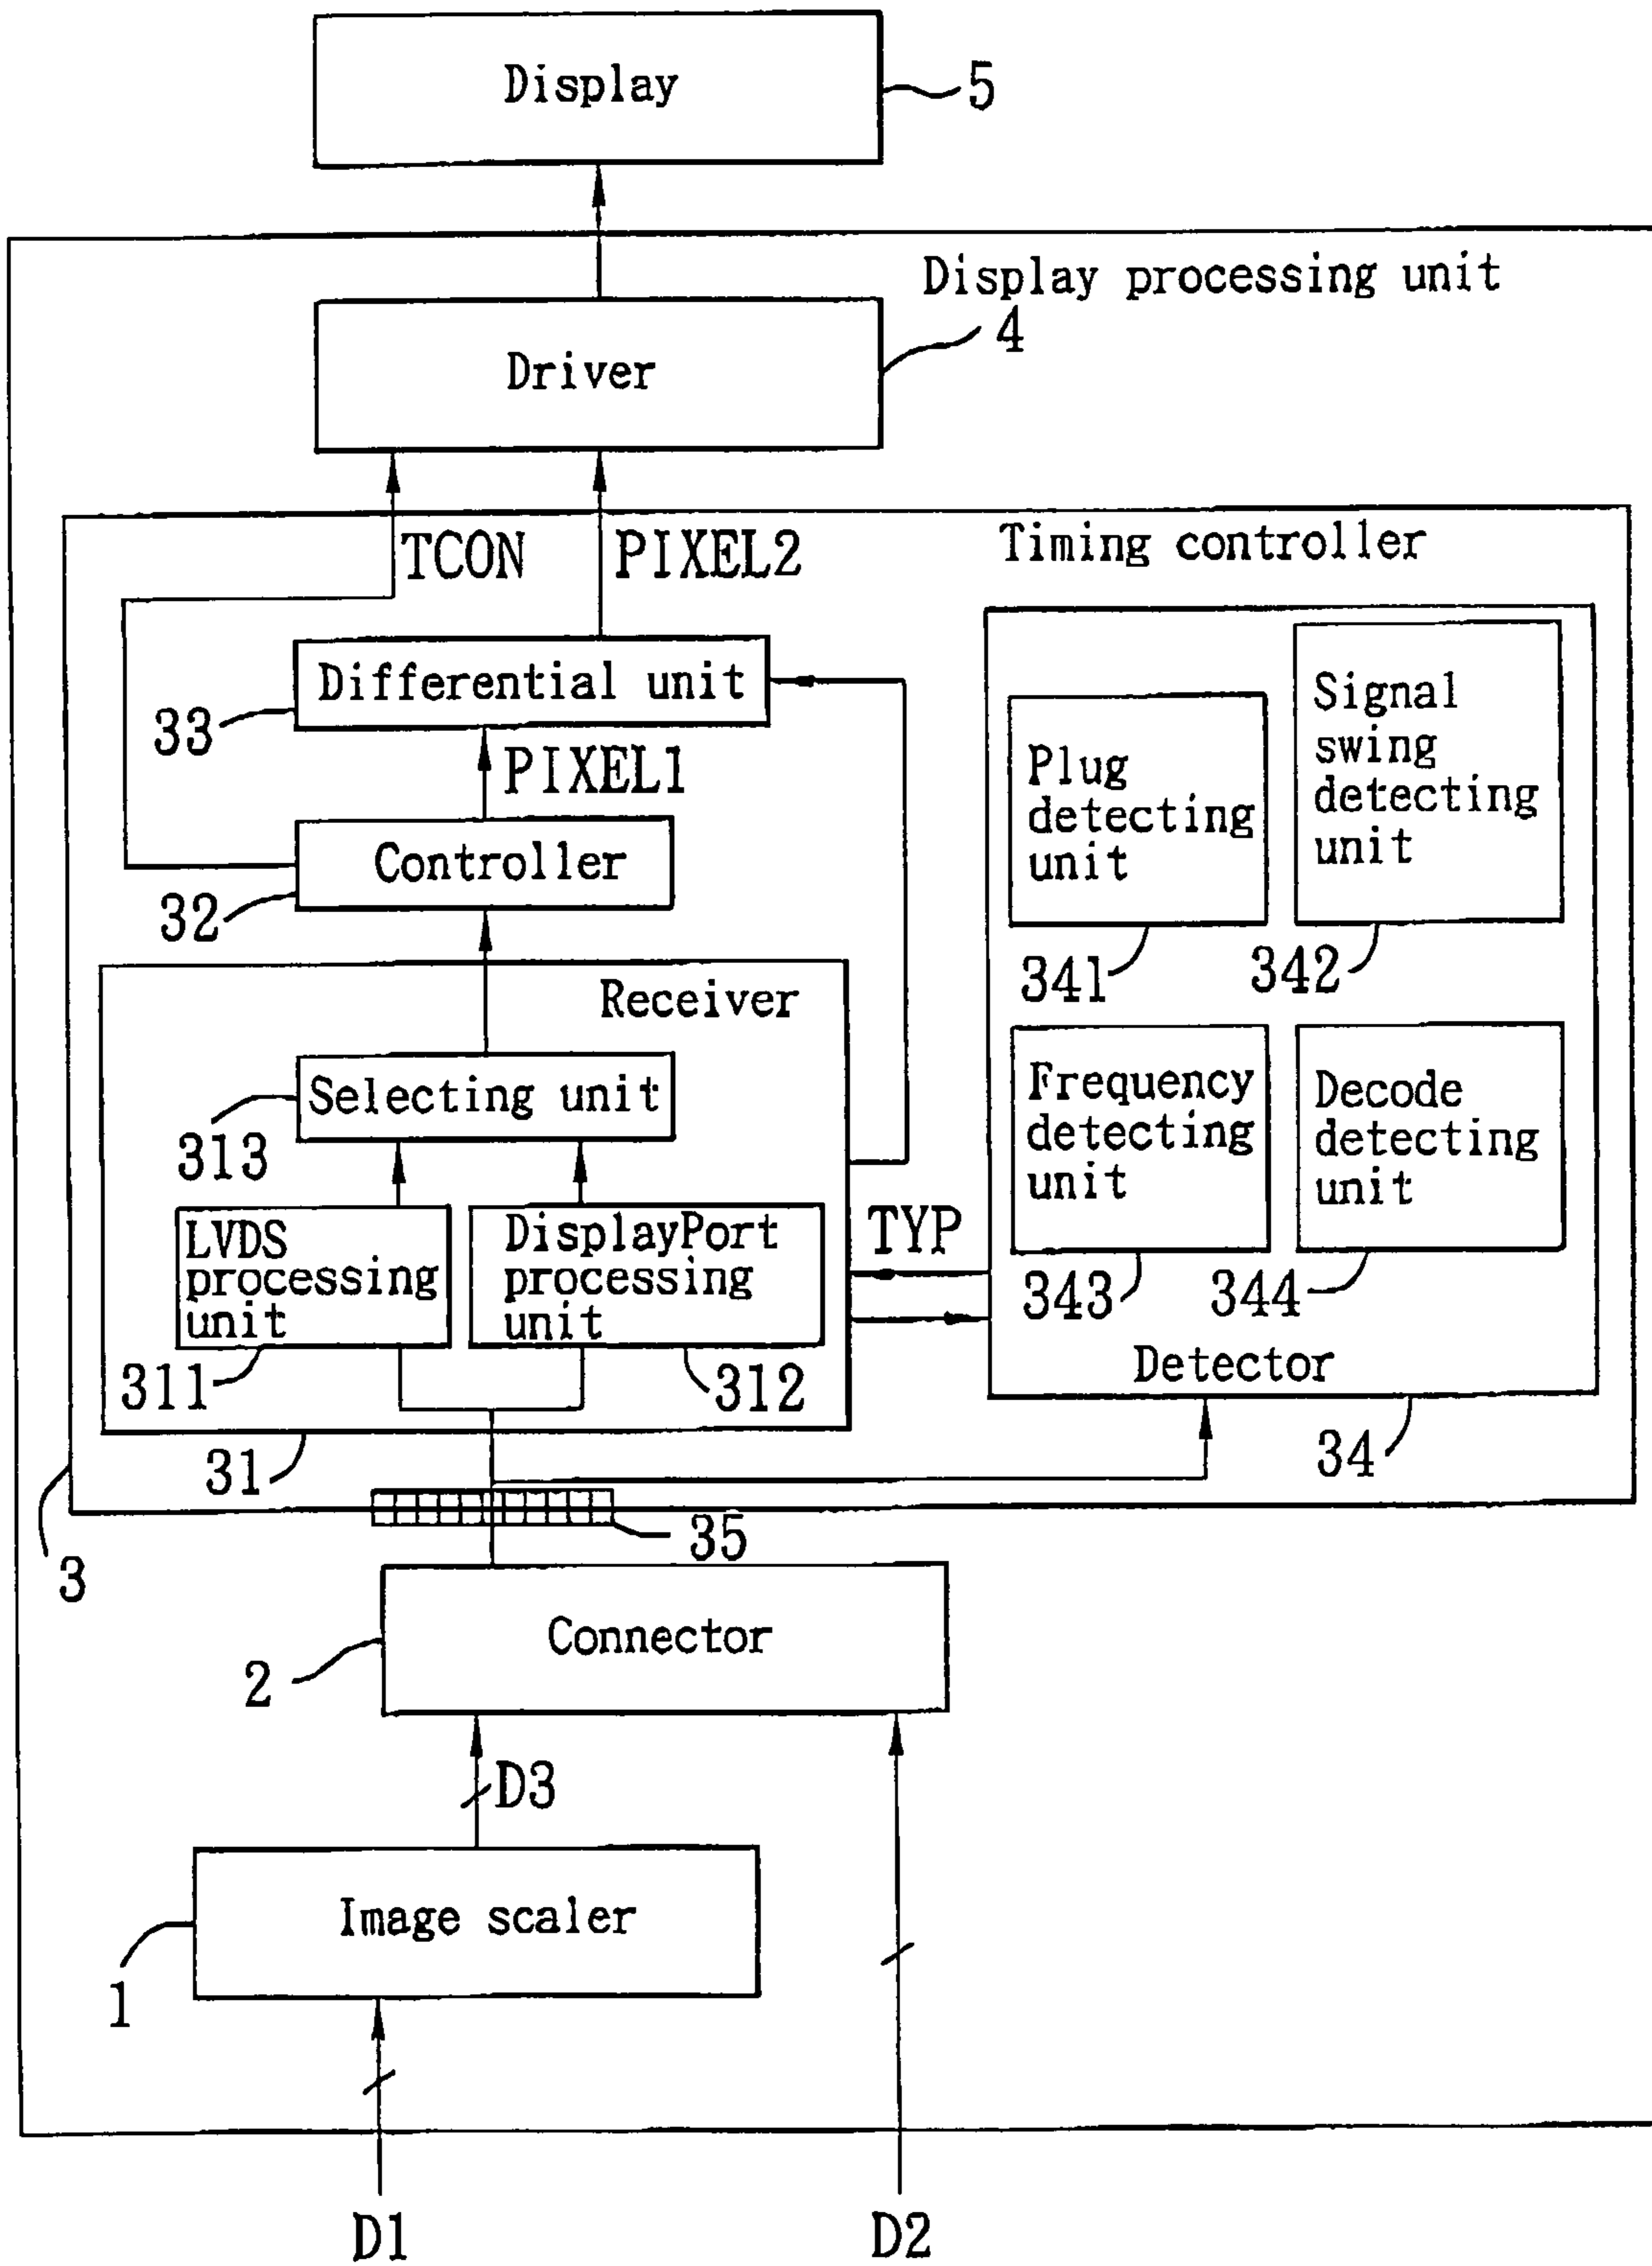 Display
5
Display processing unit
4
Driver
TCON
PIXEL2
Timing controller
Differential unit
33
PIXEL1
Controller
32
Plug
detecting
unit
341
Signal
swing
detecting
unit
342
Receiver
Selecting unit
313
LVDS
processing
unit
311
DisplayPort
processing
unit
312
TYP
Frequency
detecting
unit
343
Decode
detecting
unit
344
Detector
34
31
3
35
Connector
2
D3
Image scaler
1
D1
D2